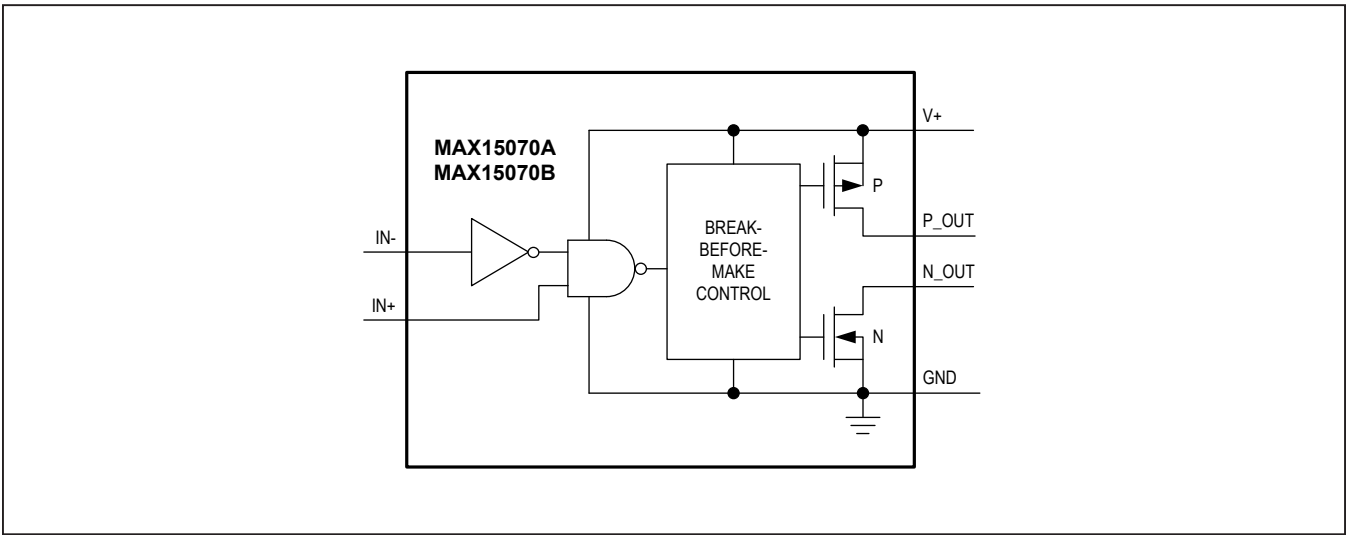 MAX15070A
MAX15070B
IN-
IN+
BREAK-
BEFORE-
MAKE
CONTROL
V+
P
P_OUT
N_OUT
N
GND